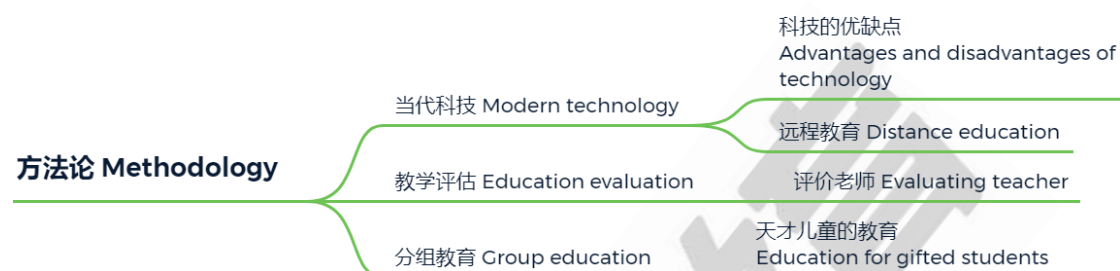 科技的优缺点
Advantages and disadvantages of
technology
当代科技 Modern technology
远程教育 Distance education
方法论 Methodology
教学评估 Education evaluation
评价老师 Evaluating teacher
天才儿童的教育
分组教育 Group education
Education for gifted students